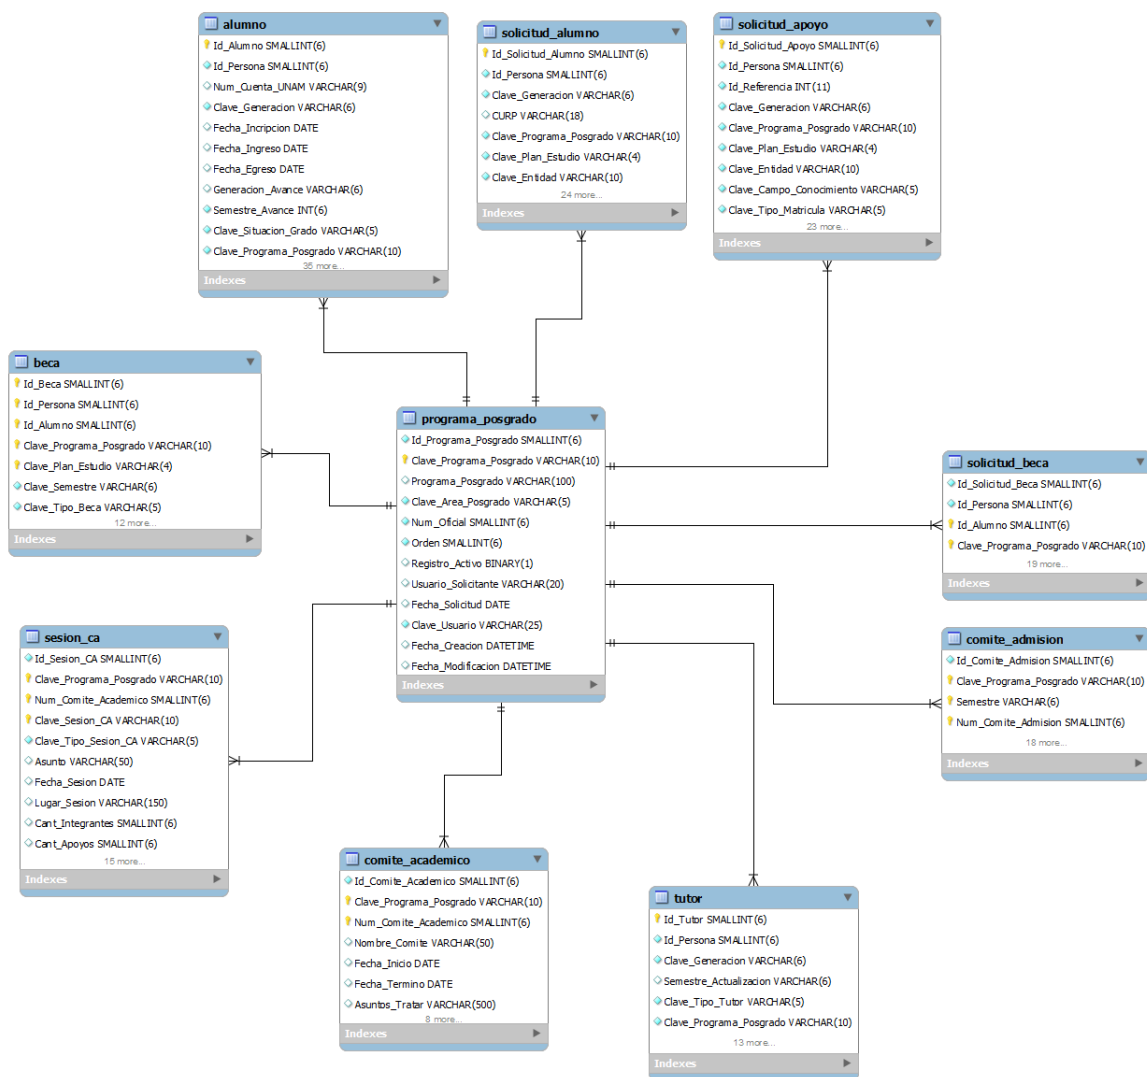 alumno
Id_Alumno SMALLINT(6)
Id_Persona SMALLINT(6)
Num_Cuenta_UNAM VARCHAR(9)
Clave_Generacion VARCHAR(6)
Fecha_Incripcion DATE
Fecha_Ingreso DATE
Fecha_Egreso DATE
Generacion_Avance VARCHAR(6)
Semestre_Avance INT(6)
Clave_Situacion_Grado VARCHAR(5)
Clave_Programa_Posgrado VARCHAR(10)
35 more...
Indexes
solicitud_alumno
Id_Solicitud_Alumno SMALLINT(6)
Id_Persona SMALLINT(6)
Clave_Generacion VARCHAR(6)
CURP VARCHAR(18)
Clave_Programa_Posgrado VARCHAR(10)
Clave_Plan_Estudio VARCHAR(4)
Clave_Entidad VARCHAR(10)
24 more...
Indexes
solicitud_apoyo
Id_Solicitud_Apoyo SMALLINT(6)
Id_Persona SMALLINT(6)
Id_Referencia INT(11)
Clave_Generacion VARCHAR(6)
Clave_Programa_Posgrado VARCHAR(10)
Clave_Plan_Estudio VARCHAR(4)
Clave_Entidad VARCHAR(10)
Clave_Campo_Conocimiento VARCHAR(5)
Clave_Tipo_Matricula VARCHAR(5)
23 more...
Indexes
beca
Id_Beca SMALLINT(6)
Id_Persona SMALLINT(6)
Id_Alumno SMALLINT(6)
Clave_Programa_Posgrado VARCHAR(10)
Clave_Plan_Estudio VARCHAR(4)
Clave_Semestre VARCHAR(6)
Clave_Tipo_Beca VARCHAR(5)
12 more...
Indexes
programa_posgrado
Id_Programa_Posgrado SMALLINT(6)
Clave_Programa_Posgrado VARCHAR(10)
Programa_Posgrado VARCHAR(100)
Clave_Area_Posgrado VARCHAR(5)
Num_Oficial SMALLINT(6)
Orden SMALLINT(6)
Registro_Activo BINARY(1)
Usuario_Solicitante VARCHAR(20)
Fecha_Solicitud DATE
Clave_Usuario VARCHAR(25)
Fecha_Creacion DATETIME
Fecha_Modificacion DATETIME
Indexes
solicitud_beca
Id_Solicitud_Beca SMALLINT(6)
Id_Persona SMALLINT(6)
Id_Alumno SMALLINT(6)
Clave_Programa_Posgrado VARCHAR(10)
19 more...
Indexes
sesion_ca
Id_Sesion_CA SMALLINT(6)
Clave_Programa_Posgrado VARCHAR(10)
Num_Comite_Academico SMALLINT(6)
Clave_Sesion_CA VARCHAR(10)
Clave_Tipo_Sesion_CA VARCHAR(5)
Asunto VARCHAR(50)
Fecha_Sesion DATE
Lugar_Sesion VARCHAR(150)
Cant_Integrantes SMALLINT(6)
Cant_Apoyos SMALLINT(6)
15 more...
Indexes
comite_admision
Id_Comite_Admision SMALLINT(6)
Clave_Programa_Posgrado VARCHAR(10)
Semestre VARCHAR(6)
Num_Comite_Admision SMALLINT(6)
18 more...
Indexes
comite_academico
Id_Comite_Academico SMALLINT(6)
Clave_Programa_Posgrado VARCHAR(10)
Num_Comite_Academico SMALLINT(6)
Nombre_Comite VARCHAR(50)
Fecha_Inicio DATE
Fecha_Termino DATE
Asuntos_Tratar VARCHAR(500)
8 more...
Indexes
tutor
Id_Tutor SMALLINT(6)
Id_Persona SMALLINT(6)
Clave_Generacion VARCHAR(6)
Semestre_Actualizacion VARCHAR(6)
Clave_Tipo_Tutor VARCHAR(5)
Clave_Programa_Posgrado VARCHAR(10)
13 more...
Indexes